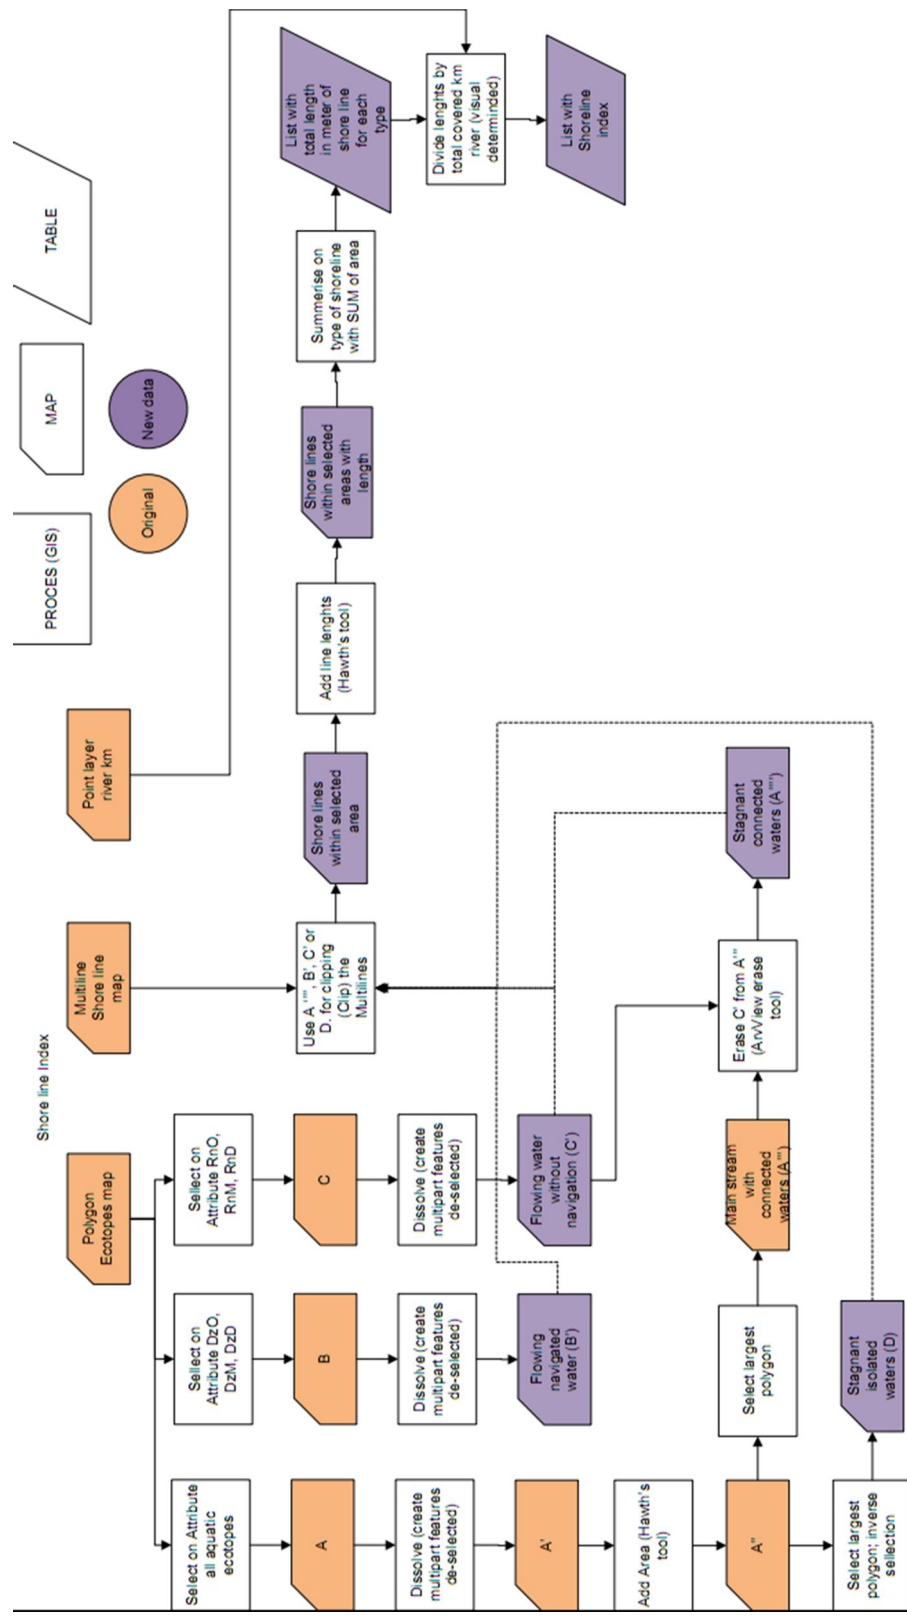 Shore line Index
PROCES (GIS)
MAP
TABLE
Original
New data
Polygon
Ecotopes map
Multiline
Shore line
map
Point layer
river km
Select on Attribute
all aquatic
ecotopes
Sellect on
Attribute DzO,
DzM, DzD
Sellect on
Attribute RnO,
RnM, RnD
A
B
C
Dissolve (create
multipart features
de-selected)
Dissolve (create
multipart features
de-selected)
Dissolve (create
multipart features
de-selected)
A'
Flowing
navigated
water (B')
Flowing water
without
navigation (C')
Add Area (Hawth's
tool)
A''
Select largest
polygon
Main stream
with
connected
waters (A''')
Erase C' from A'''
(ArvView erase
tool)
Stagnant
connected
waters (A'''')
Select largest
polygon; inverse
sellection
Stagnant
isolated
waters (D)
Use A '''', B', C' or
D. for clipping
(Clip) the
Multilines
Shore lines
within selected
area
Add line lenghts
(Hawth's tool)
Shore lines
within selected
areas with
length
Summerise on
type of shoreline
with SUM of area
List with
total length
in meter of
shore line
for each
type
Divide lenghts by
total covered km
river (visual
determinded)
List with
Shoreline
index